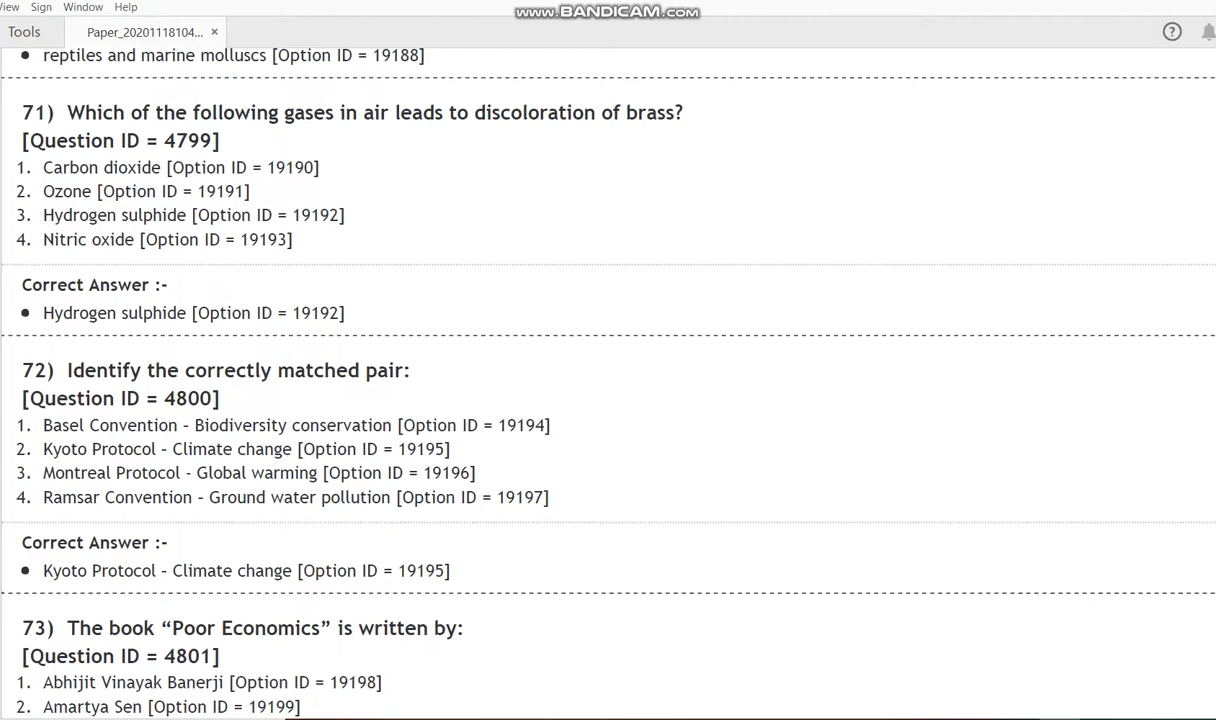 View Sign Window Help
www.BANDICAM.com
Tools Paper_20201118104... ×
• reptiles and marine molluscs [Option ID = 19188]
71) Which of the following gases in air leads to discoloration of brass?
[Question ID = 4799]
1. Carbon dioxide [Option ID = 19190]
2. Ozone [Option ID = 19191]
3. Hydrogen sulphide [Option ID = 19192]
4. Nitric oxide [Option ID = 19193]
Correct Answer :-
• Hydrogen sulphide [Option ID = 19192]
72) Identify the correctly matched pair:
[Question ID = 4800]
1. Basel Convention - Biodiversity conservation [Option ID = 19194]
2. Kyoto Protocol - Climate change [Option ID = 19195]
3. Montreal Protocol - Global warming [Option ID = 19196]
4. Ramsar Convention - Ground water pollution [Option ID = 19197]
Correct Answer :-
• Kyoto Protocol - Climate change [Option ID = 19195]
73) The book “Poor Economics” is written by:
[Question ID = 4801]
1. Abhijit Vinayak Banerji [Option ID = 19198]
2. Amartya Sen [Option ID = 19199]